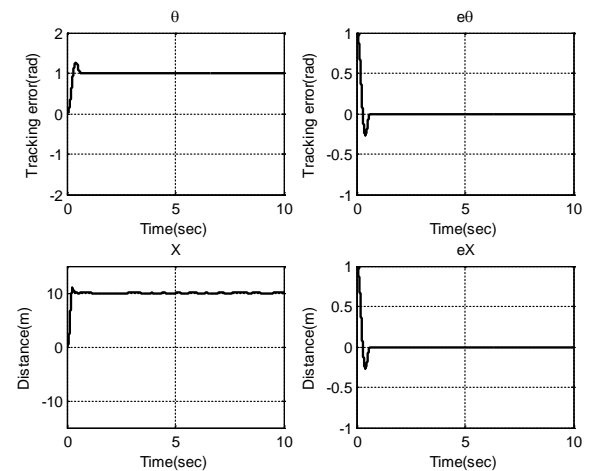 θ
Tracking error(rad)
2
1
0
-1
-2
0
5
10
Time(sec)
eθ
Tracking error(rad)
1
0.5
0
-0.5
-1
0
5
10
Time(sec)
X
Distance(m)
10
0
-10
0
5
10
Time(sec)
eX
Distance(m)
1
0.5
0
-0.5
-1
0
5
10
Time(sec)